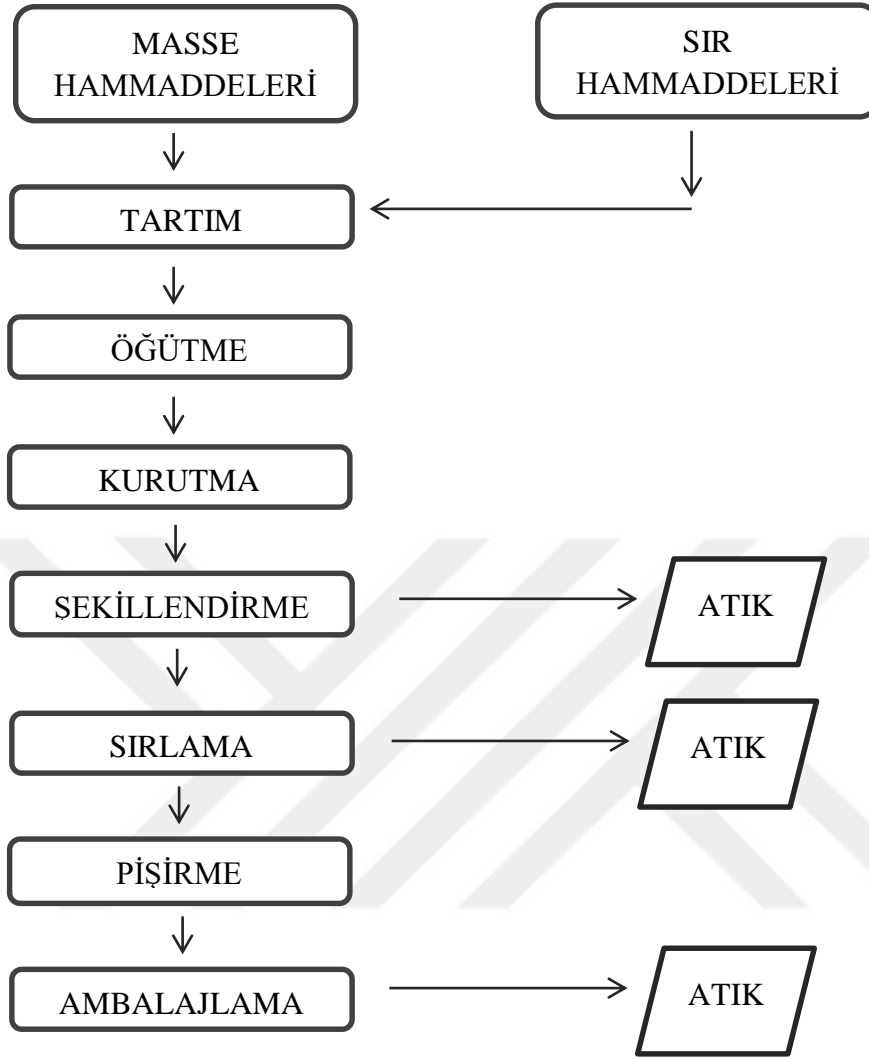 MASSE
HAMMADDELERİ
SIR
HAMMADDELERİ
TARTIM
ÖĞÜTME
KURUTMA
ŞEKİLLENDİRME
ATIK
SIRLAMA
ATIK
PİŞİRME
AMBALAJLAMA
ATIK